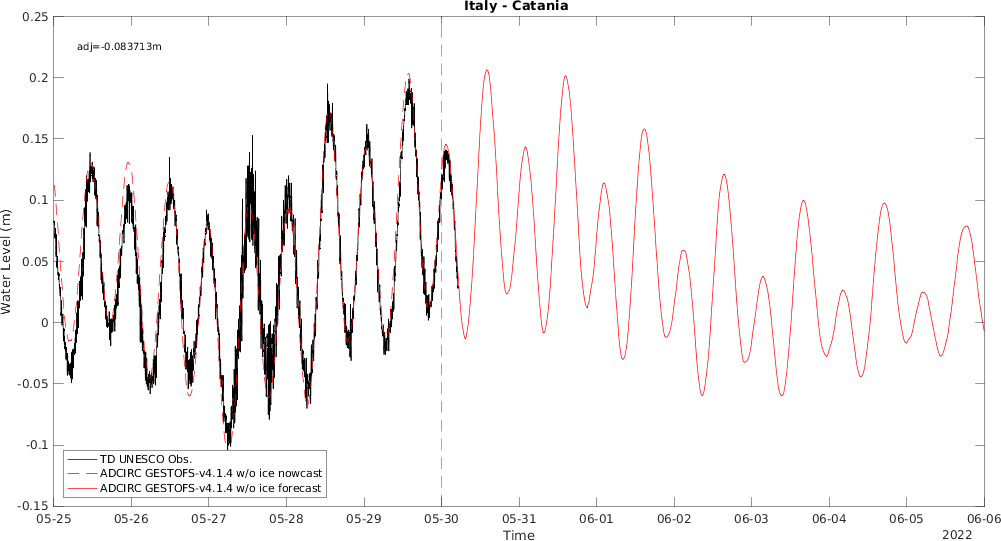 Italy - Catania
adj=-0.083713m
Water Level (m)
0.25
0.2
0.15
0.1
0.05
0
-0.05
-0.1
-0.15
TD UNESCO Obs.
ADCIRC GESTOFS-v4.1.4 w/o ice nowcast
ADCIRC GESTOFS-v4.1.4 w/o ice forecast
05-25 05-26 05-27 05-28 05-29 05-30 05-31 06-01 06-02 06-03 06-04 06-05 06-06
Time
2022